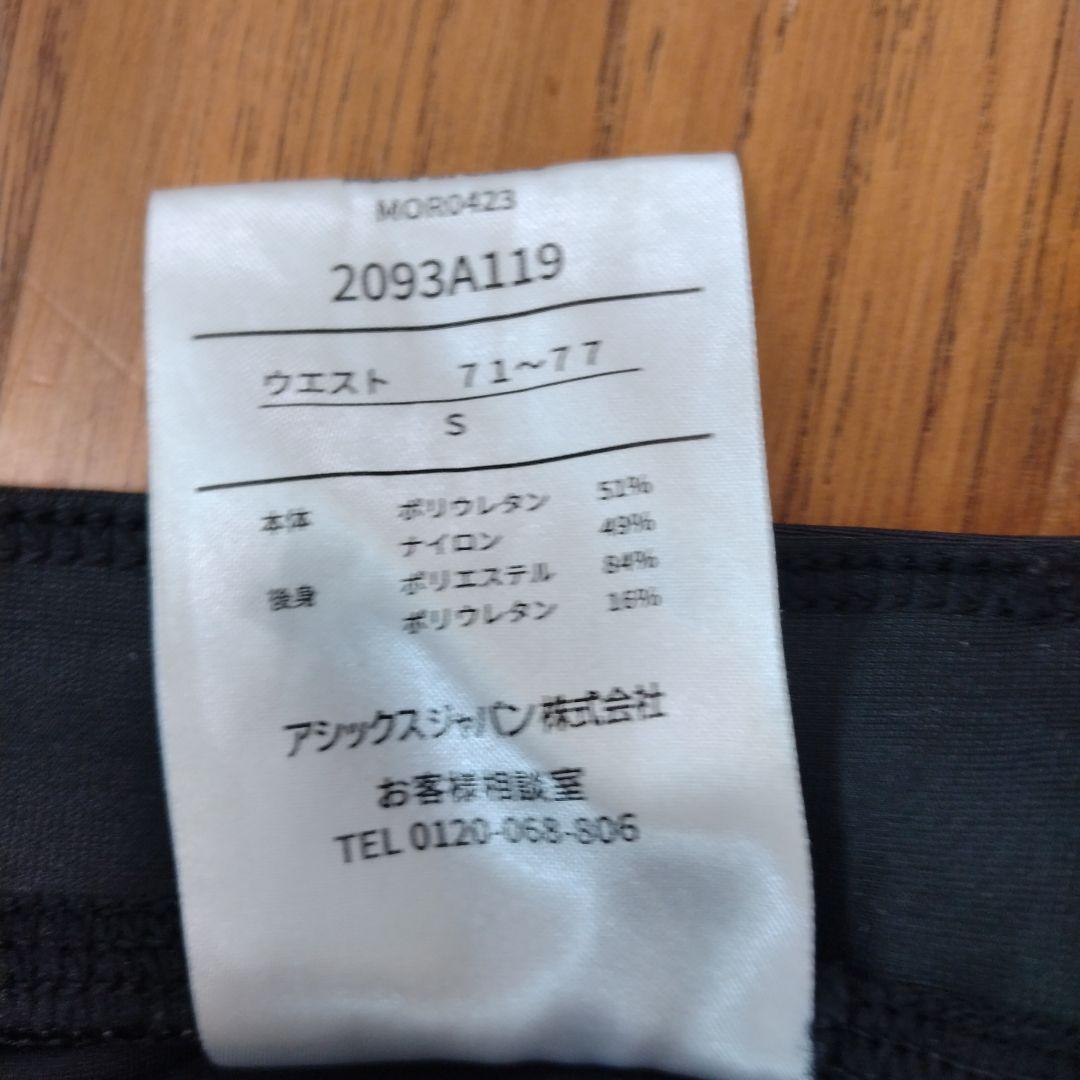 MOR0423
2093A119
ウエスト 71～77
S
本体 ポリウレタン 51%
ナイロン 49%
後身 ポリエステル 84%
ポリウレタン 16%
アシックスジャパン株式会社
お客様相談室
TEL 0120-068-806